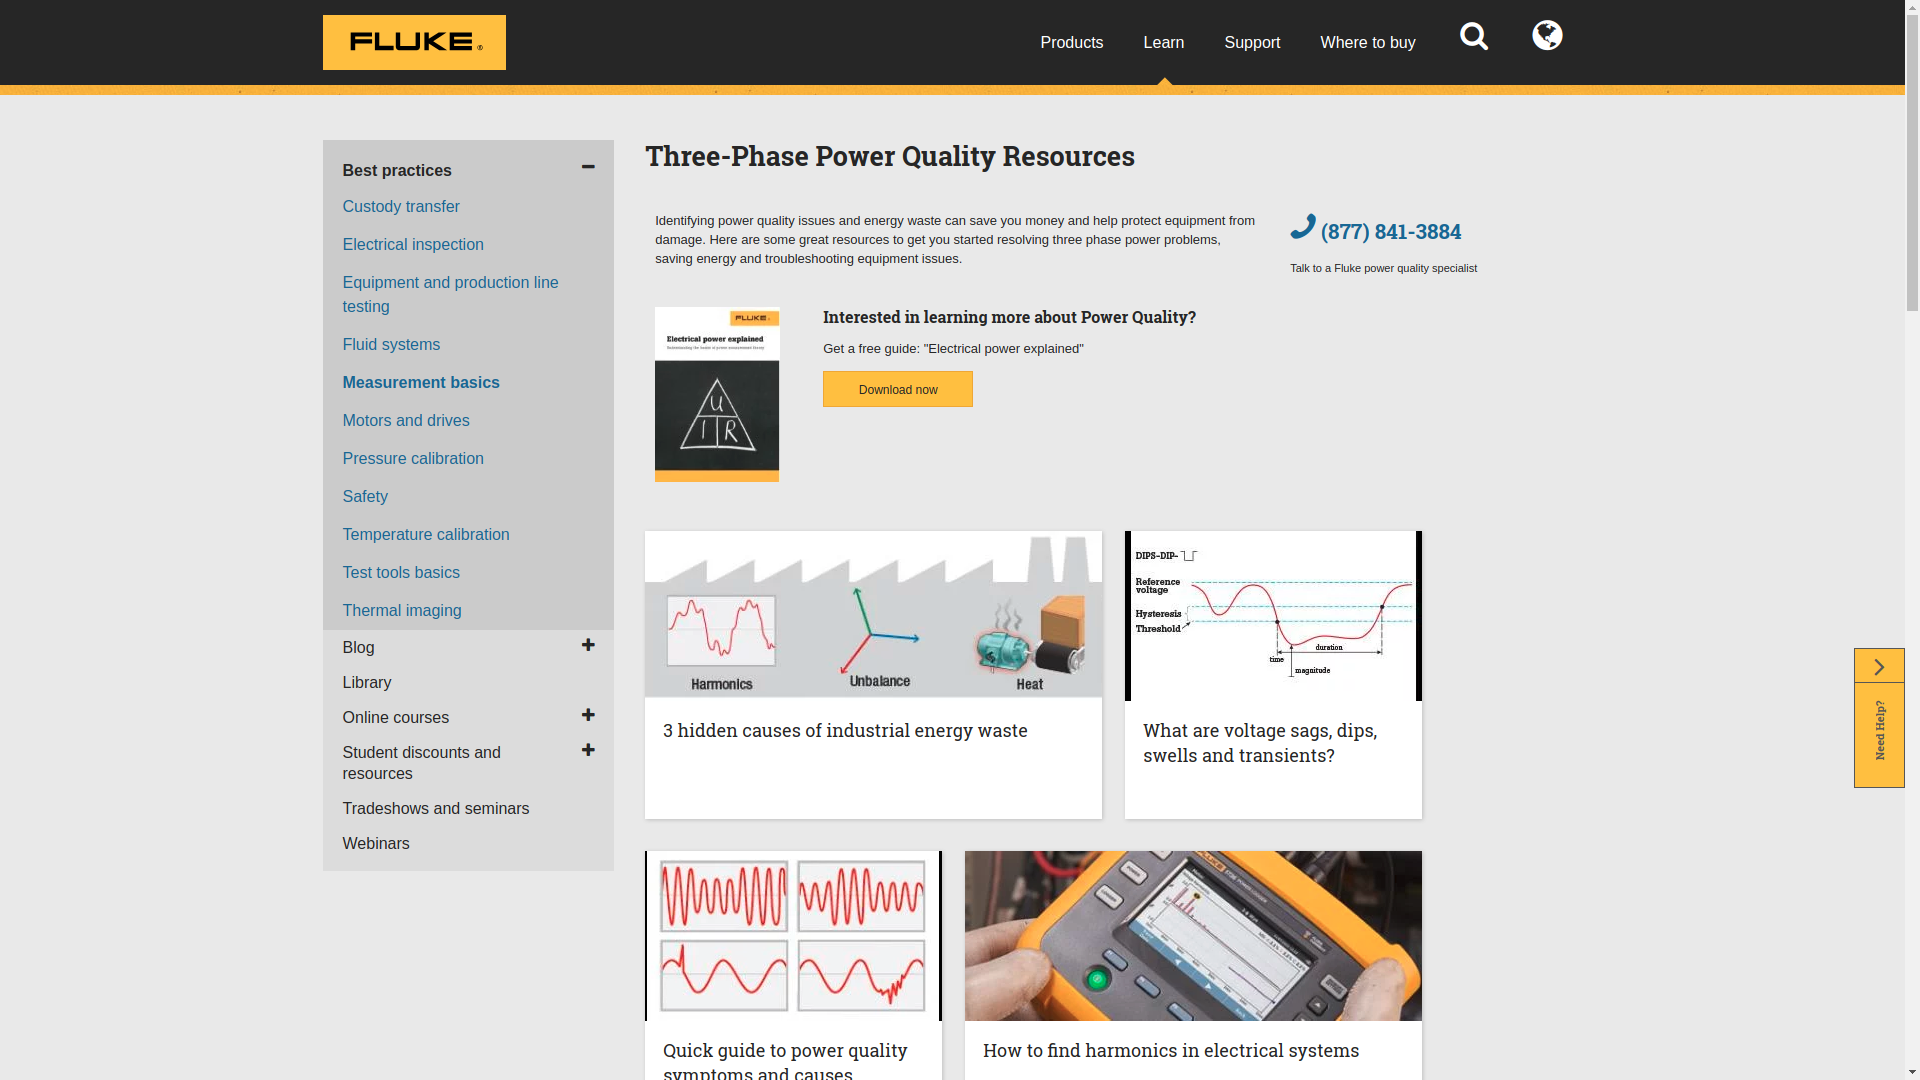 FLUKE®
Products
Learn
Support
Where to buy
Best practices
Custody transfer
Electrical inspection
Equipment and production line
testing
Fluid systems
Measurement basics
Motors and drives
Pressure calibration
Safety
Temperature calibration
Test tools basics
Thermal imaging
Blog
Library
Online courses
Student discounts and
resources
Tradeshows and seminars
Webinars
Three-Phase Power Quality Resources
Identifying power quality issues and energy waste can save you money and help protect equipment from
damage. Here are some great resources to get you started resolving three phase power problems,
saving energy and troubleshooting equipment issues.
(877) 841-3884
Talk to a Fluke power quality specialist
FLUKE
Electrical power explained
U
I R
Interested in learning more about Power Quality?
Get a free guide: "Electrical power explained"
Download now
Harmonics
Unbalance
Heat
3 hidden causes of industrial energy waste
DIPS-DIP-
Reference
voltage
Hysteresis
Threshold
duration
time
magnitude
What are voltage sags, dips,
swells and transients?
Need Help?
Quick guide to power quality
symptoms and causes
FLUKE
How to find harmonics in electrical systems